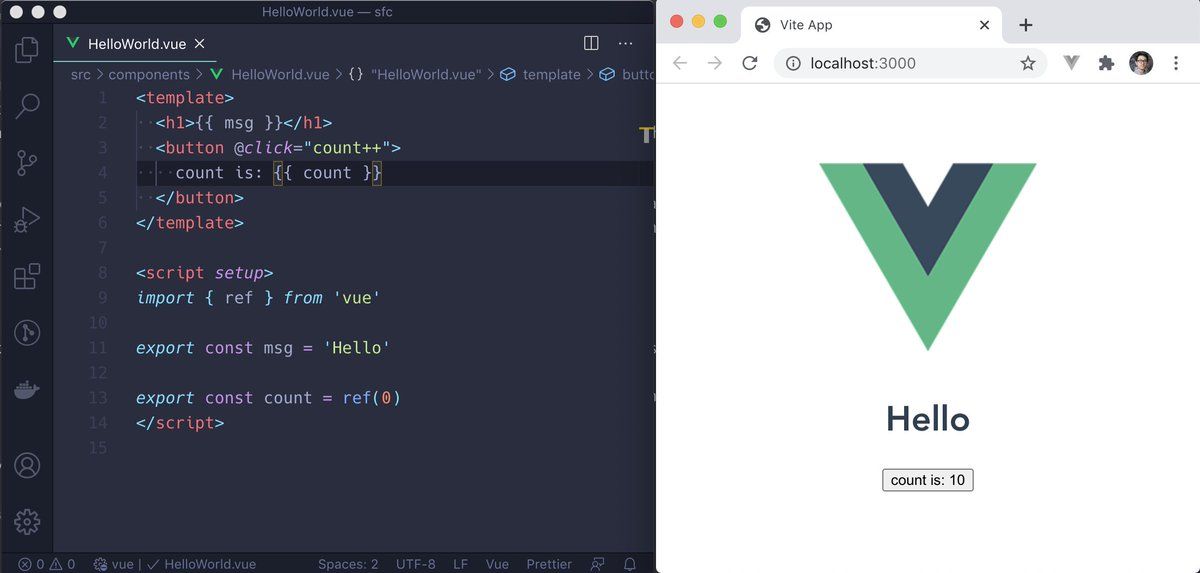 HelloWorld.vue — sfc
HelloWorld.vue
src > components > HelloWorld.vue > {} "HelloWorld.vue" > template > butto
1 <template>
2 <h1>{{ msg }}</h1>
3 <button @click="count++">
4 count is: {{ count }}
5 </button>
6 </template>
7
8 <script setup>
9 import { ref } from 'vue'
10
11 export const msg = 'Hello'
12
13 export const count = ref(0)
14 </script>
15
0 0 vue | ✓ HelloWorld.vue Spaces: 2 UTF-8 LF Vue Prettier
Vite App
localhost:3000
Hello
count is: 10